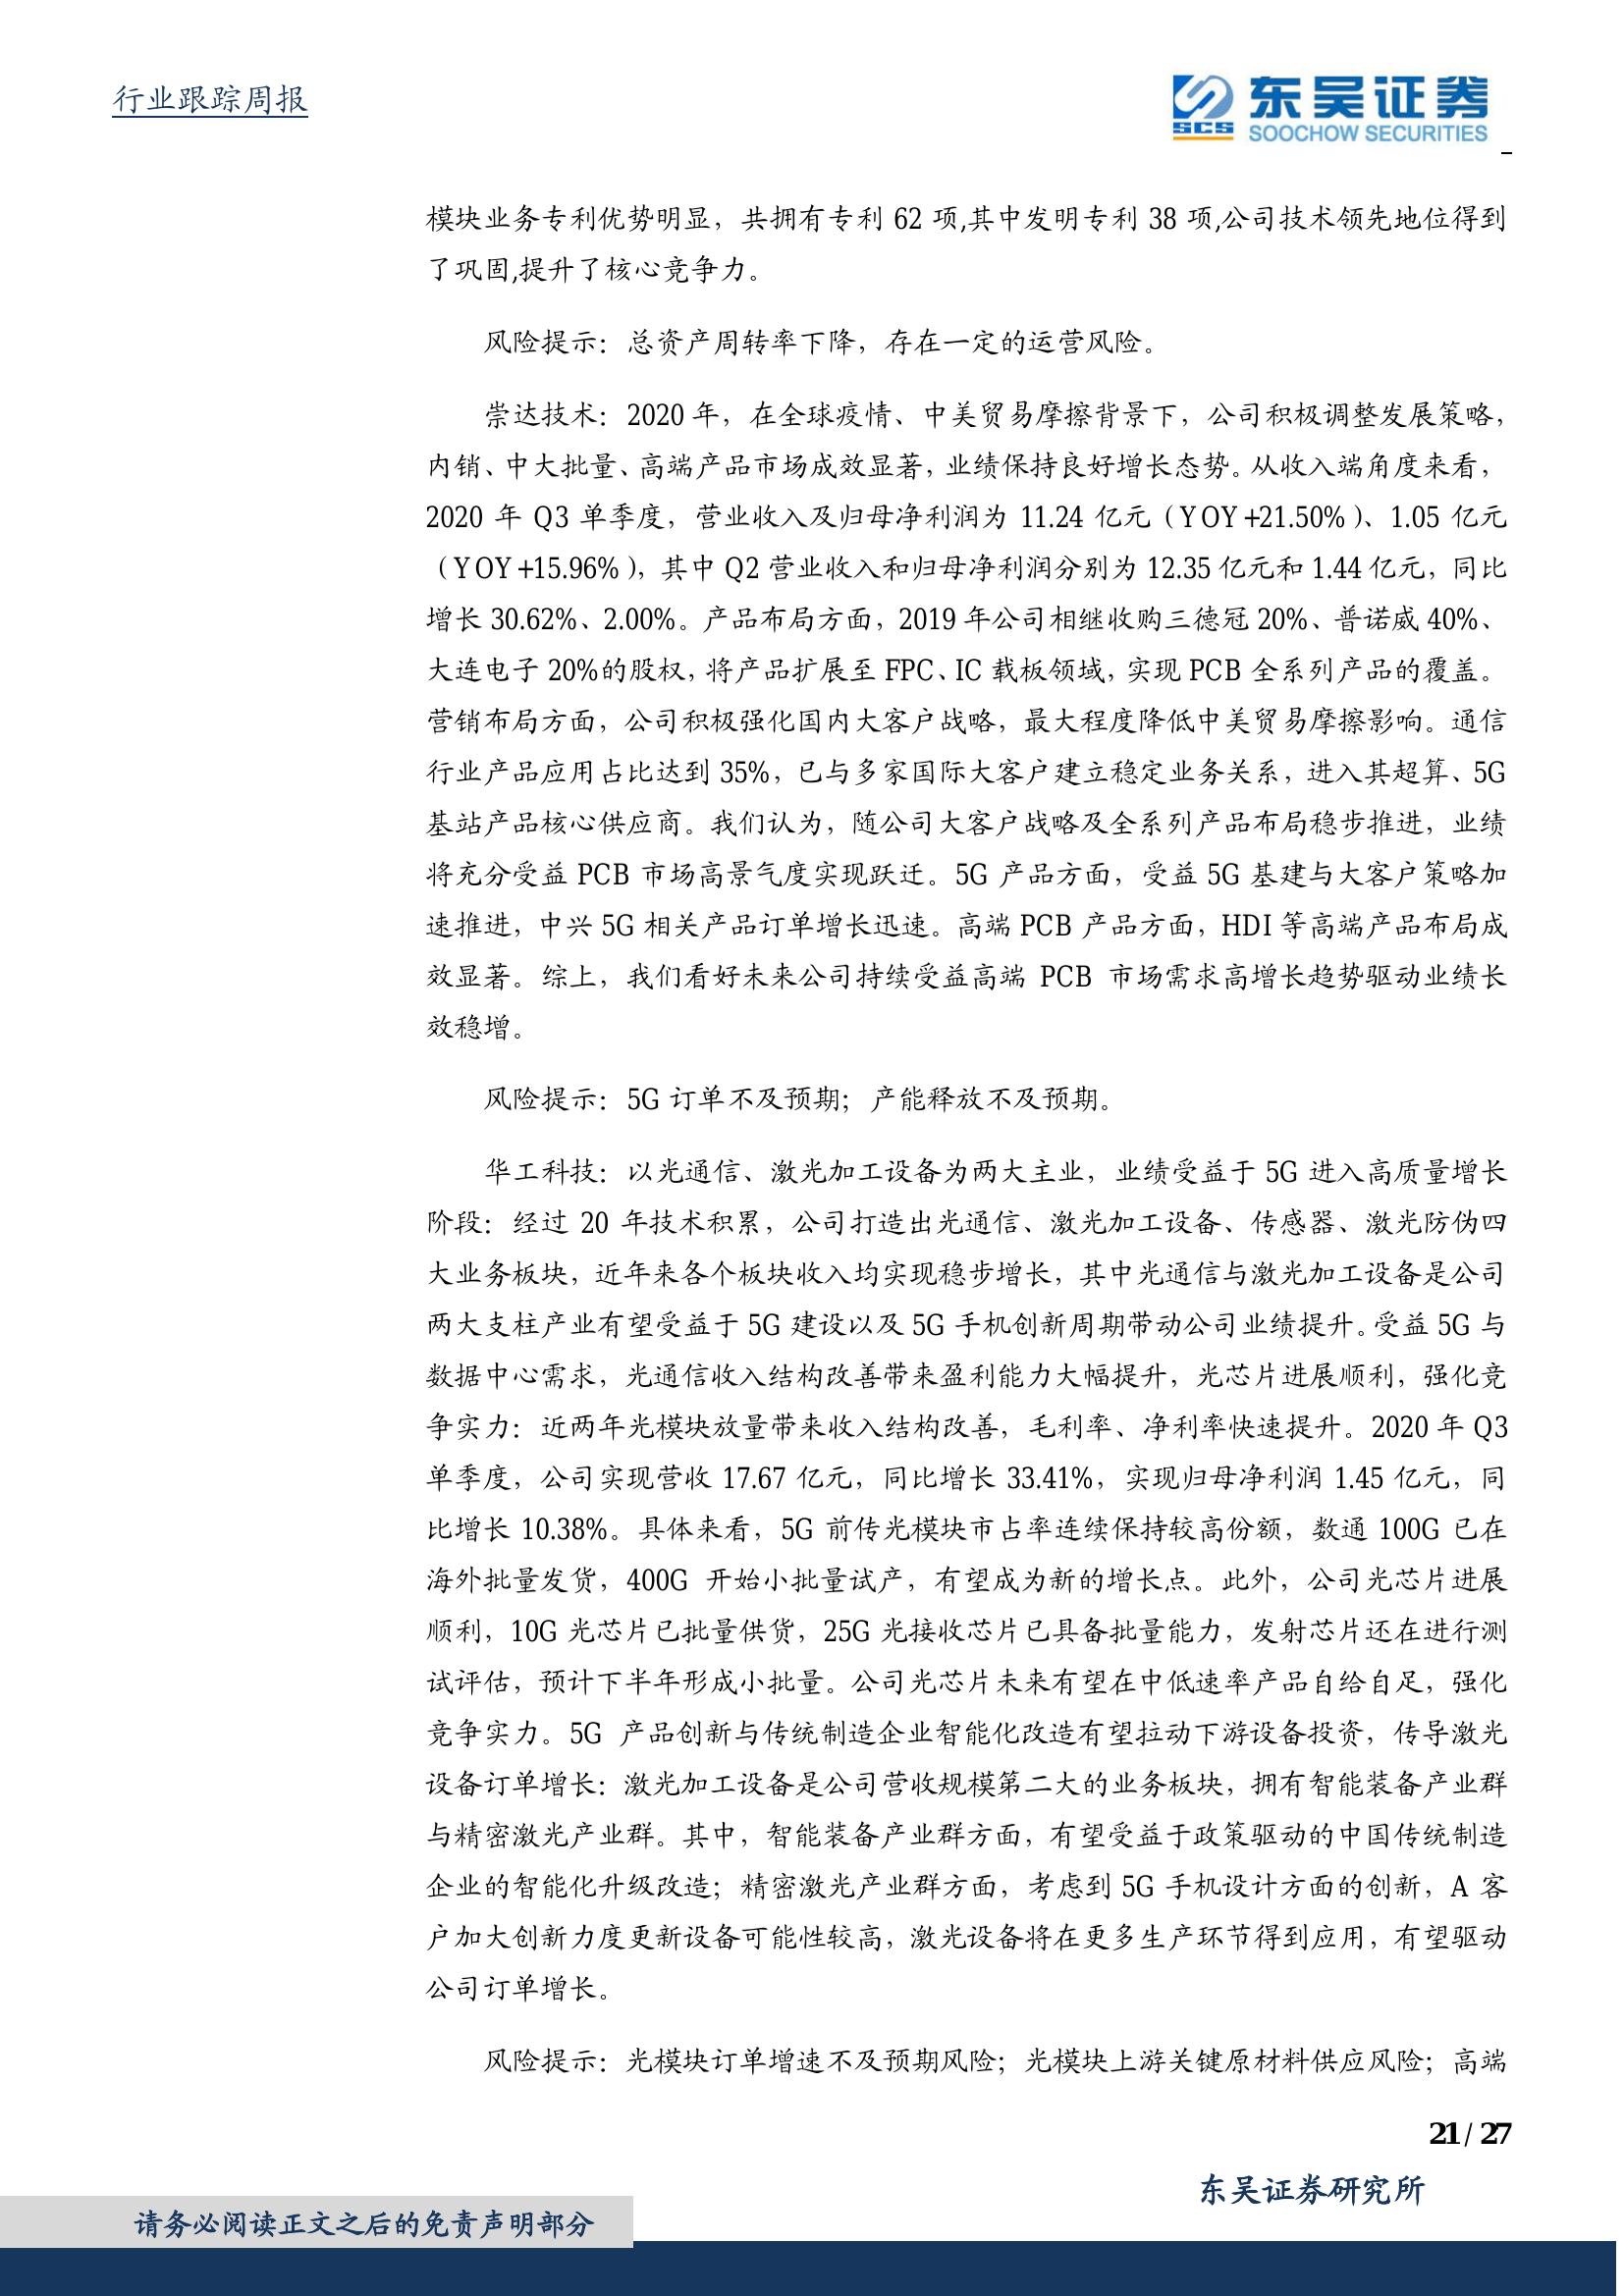 行业跟踪周报
东吴证券
SCS
SOOCHOW SECURITIES
模块业务专利优势明显，共拥有专利 62 项,其中发明专利 38 项,公司技术领先地位得到
了巩固,提升了核心竞争力。
风险提示：总资产周转率下降，存在一定的运营风险。
崇达技术：2020 年，在全球疫情、中美贸易摩擦背景下，公司积极调整发展策略，
内销、中大批量、高端产品市场成效显著，业绩保持良好增长态势。从收入端角度来看，
2020 年 Q3 单季度，营业收入及归母净利润为 11.24 亿元（YOY+21.50%）、1.05 亿元
（YOY+15.96%），其中 Q2 营业收入和归母净利润分别为 12.35 亿元和 1.44 亿元，同比
增长 30.62%、2.00%。产品布局方面，2019 年公司相继收购三德冠 20%、普诺威 40%、
大连电子 20%的股权，将产品扩展至 FPC、IC 载板领域，实现 PCB 全系列产品的覆盖。
营销布局方面，公司积极强化国内大客户战略，最大程度降低中美贸易摩擦影响。通信
行业产品应用占比达到 35%，已与多家国际大客户建立稳定业务关系，进入其超算、5G
基站产品核心供应商。我们认为，随公司大客户战略及全系列产品布局稳步推进，业绩
将充分受益 PCB 市场高景气度实现跃迁。5G 产品方面，受益 5G 基建与大客户策略加
速推进，中兴 5G 相关产品订单增长迅速。高端 PCB 产品方面，HDI 等高端产品布局成
效显著。综上，我们看好未来公司持续受益高端 PCB 市场需求高增长趋势驱动业绩长
效稳增。
风险提示：5G 订单不及预期；产能释放不及预期。
华工科技：以光通信、激光加工设备为两大主业，业绩受益于 5G 进入高质量增长
阶段：经过 20 年技术积累，公司打造出光通信、激光加工设备、传感器、激光防伪四
大业务板块，近年来各个板块收入均实现稳步增长，其中光通信与激光加工设备是公司
两大支柱产业有望受益于 5G 建设以及 5G 手机创新周期带动公司业绩提升。受益 5G 与
数据中心需求，光通信收入结构改善带来盈利能力大幅提升，光芯片进展顺利，强化竞
争实力：近两年光模块放量带来收入结构改善，毛利率、净利率快速提升。2020 年 Q3
单季度，公司实现营收 17.67 亿元，同比增长 33.41%，实现归母净利润 1.45 亿元，同
比增长 10.38%。具体来看，5G 前传光模块市占率连续保持较高份额，数通 100G 已在
海外批量发货，400G 开始小批量试产，有望成为新的增长点。此外，公司光芯片进展
顺利，10G 光芯片已批量供货，25G 光接收芯片已具备批量能力，发射芯片还在进行测
试评估，预计下半年形成小批量。公司光芯片未来有望在中低速率产品自给自足，强化
竞争实力。5G 产品创新与传统制造企业智能化改造有望拉动下游设备投资，传导激光
设备订单增长：激光加工设备是公司营收规模第二大的业务板块，拥有智能装备产业群
与精密激光产业群。其中，智能装备产业群方面，有望受益于政策驱动的中国传统制造
企业的智能化升级改造；精密激光产业群方面，考虑到 5G 手机设计方面的创新，A 客
户加大创新力度更新设备可能性较高，激光设备将在更多生产环节得到应用，有望驱动
公司订单增长。
风险提示：光模块订单增速不及预期风险；光模块上游关键原材料供应风险；高端
21 / 27
东吴证券研究所
请务必阅读正文之后的免责声明部分